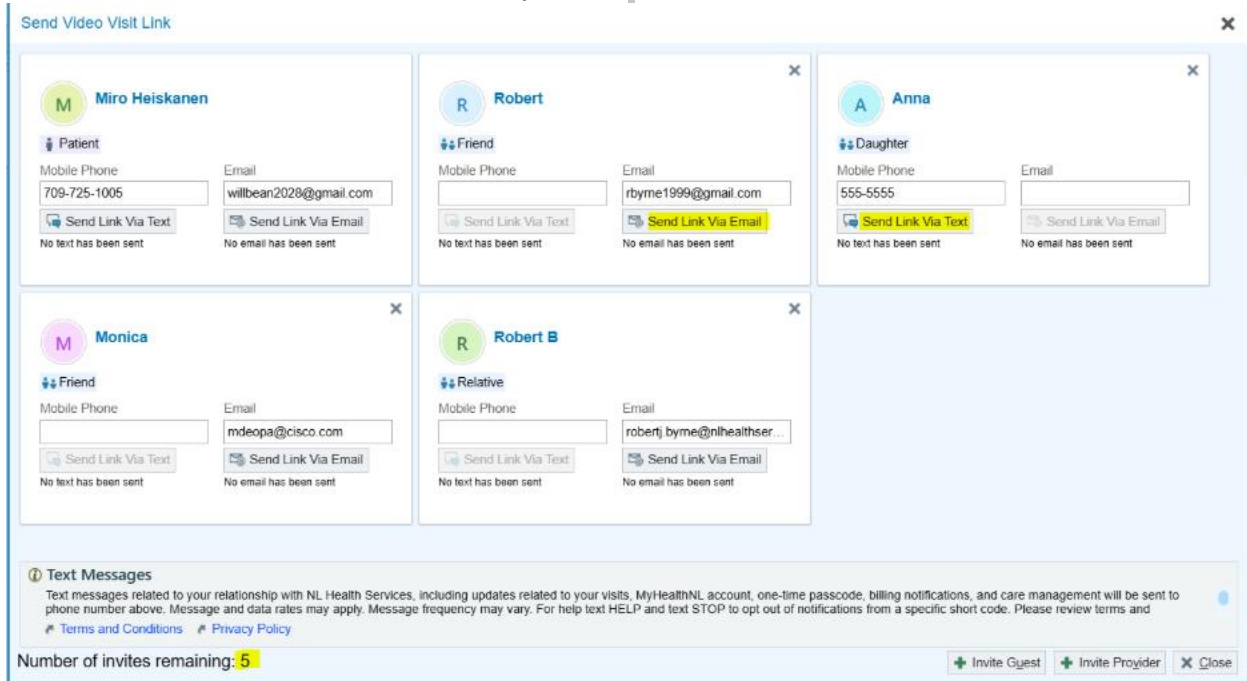 Send Video Visit Link
M Miro Heiskanen
Patient
Mobile Phone Email
709-725-1005 willbean2028@gmail.com
Send Link Via Text Send Link Via Email
No text has been sent No email has been sent
R Robert
Friend
Mobile Phone Email
rbyrne1999@gmail.com
Send Link Via Text Send Link Via Email
No text has been sent No email has been sent
A Anna
Daughter
Mobile Phone Email
555-5555
Send Link Via Text Send Link Via Email
No text has been sent No email has been sent
M Monica
Friend
Mobile Phone Email
mdeopa@cisco.com
Send Link Via Text Send Link Via Email
No text has been sent No email has been sent
R Robert B
Relative
Mobile Phone Email
robertj.byrne@nlhealthser...
Send Link Via Text Send Link Via Email
No text has been sent No email has been sent
Text Messages
Text messages related to your relationship with NL Health Services, including updates related to your visits, MyHealthNL account, one-time passcode, billing notifications, and care management will be sent to
phone number above. Message and data rates may apply. Message frequency may vary. For help text HELP and text STOP to opt out of notifications from a specific short code. Please review terms and
Terms and Conditions Privacy Policy
Number of invites remaining: 5
Invite Guest Invite Provider Close